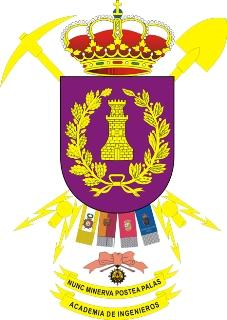 NUNC MINERVA POSTEA PALAS
ACADEMIA DE INGENIEROS